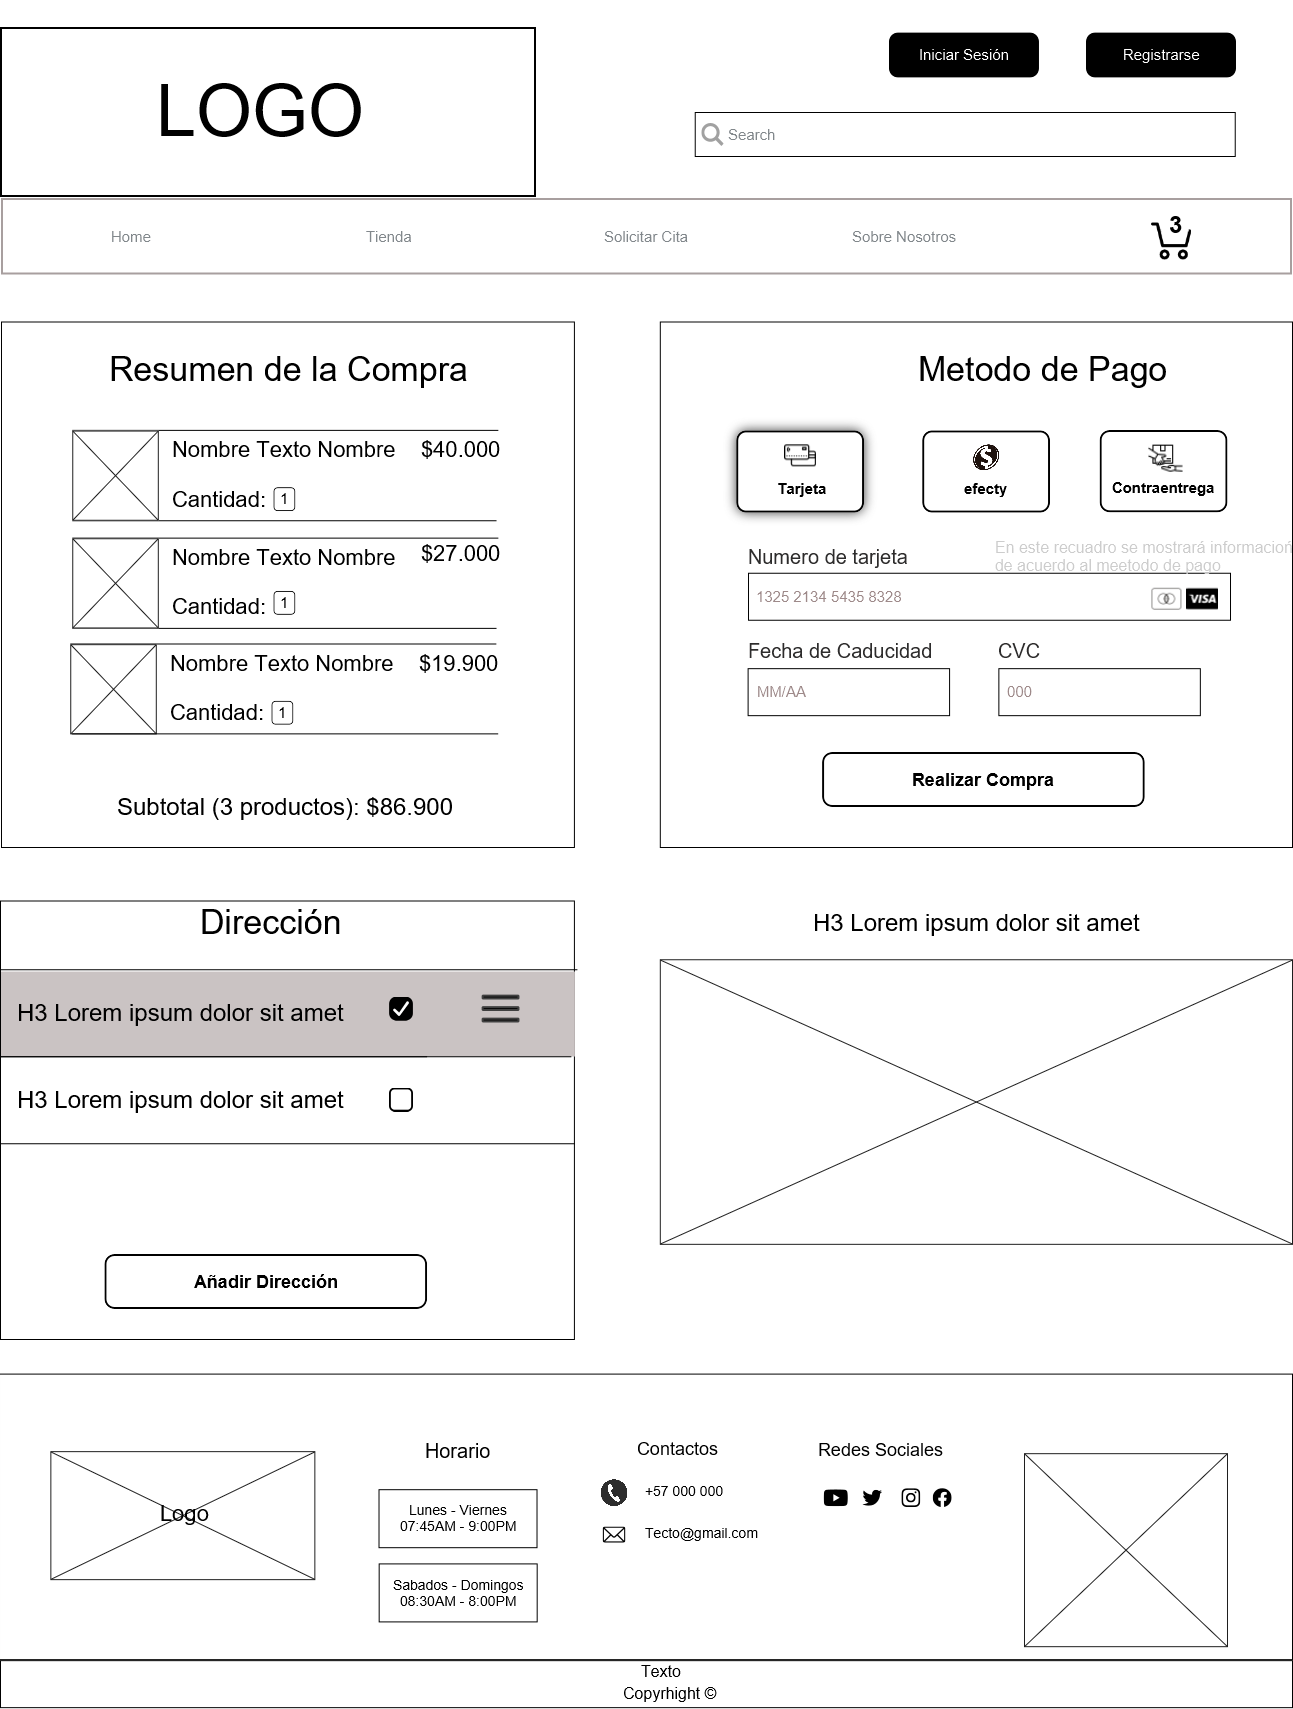 LOGO
Iniciar Sesión
Registrarse
Search
Home
Tienda
Solicitar Cita
Sobre Nosotros
3
Resumen de la Compra
Nombre Texto Nombre $40.000
Cantidad: 1
Nombre Texto Nombre $27.000
Cantidad: 1
Nombre Texto Nombre $19.900
Cantidad: 1
Subtotal (3 productos): $86.900
Metodo de Pago
Tarjeta
efecty
Contraentrega
En este recuadro se mostrará informacioń
de acuerdo al meetodo de pago
Numero de tarjeta
1325 2134 5435 8328
VISA
Fecha de Caducidad
CVC
MM/AA
000
Realizar Compra
Dirección
H3 Lorem ipsum dolor sit amet
H3 Lorem ipsum dolor sit amet
Añadir Dirección
H3 Lorem ipsum dolor sit amet
Logo
Horario
Lunes - Viernes
07:45AM - 9:00PM
Sabados - Domingos
08:30AM - 8:00PM
Contactos
+57 000 000
Tecto@gmail.com
Redes Sociales
Texto
Copyrhight ©